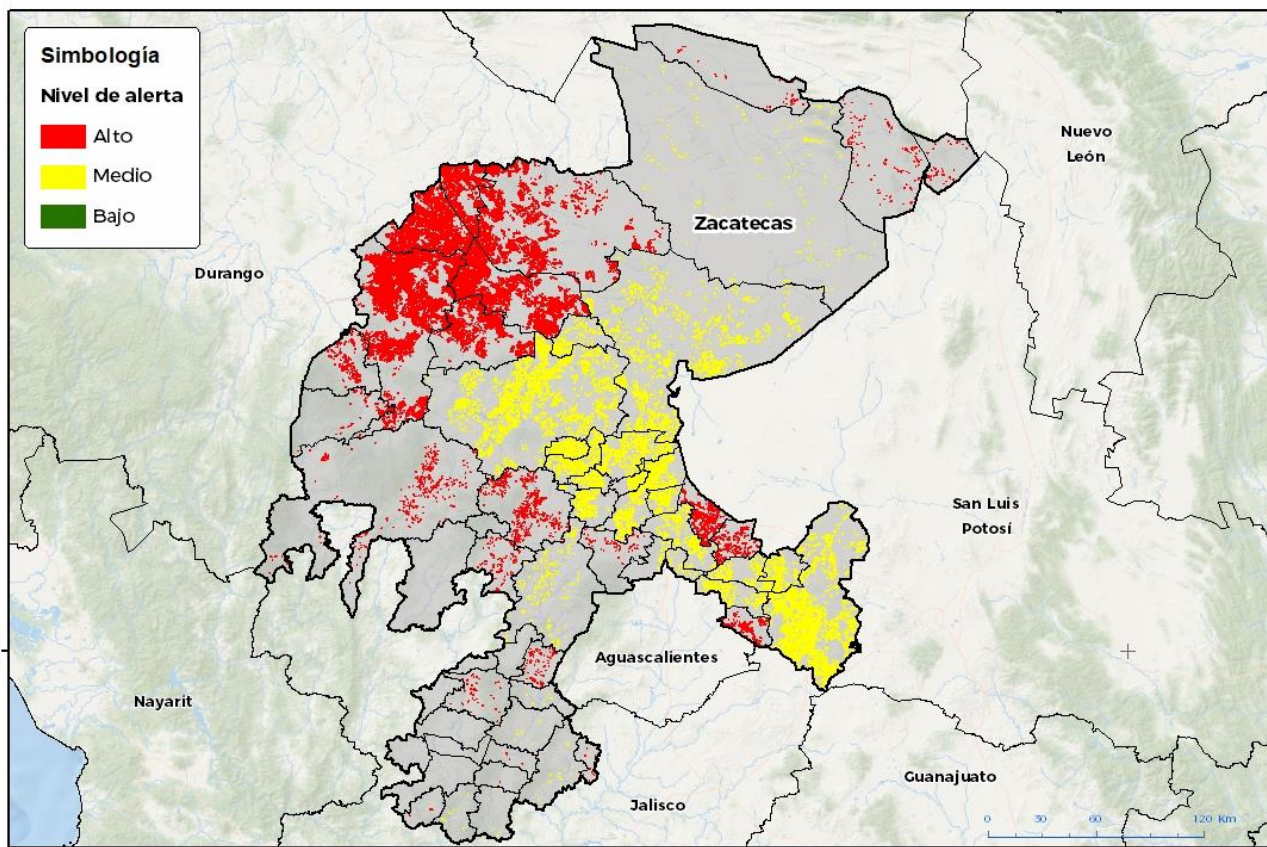 Simbología
Nivel de alerta
Alto
Medio
Bajo
Nuevo
León
Zacatecas
Durango
San Luis
Potosí
Aguascalientes
Nayarit
Guanajuato
Jalisco
0 30 60 120 Km